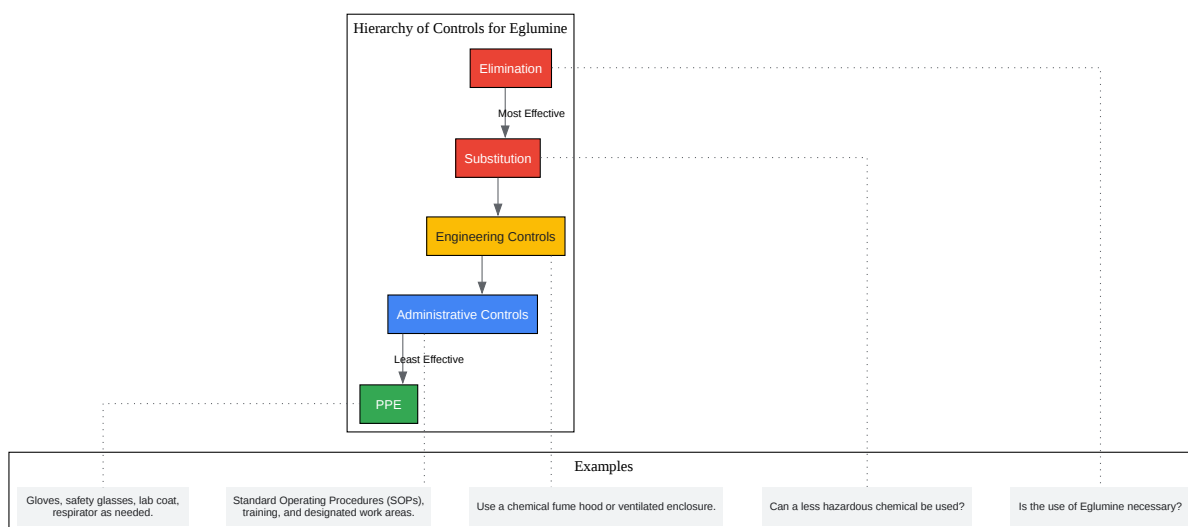 Hierarchy of Controls for Eglumine
Elimination
Most Effective
Substitution
Engineering Controls
Administrative Controls
Least Effective
PPE
Examples
Gloves, safety glasses, lab coat,
respirator as needed.
Standard Operating Procedures (SOPs),
training, and designated work areas.
Use a chemical fume hood or ventilated enclosure.
Can a less hazardous chemical be used?
Is the use of Eglumine necessary?